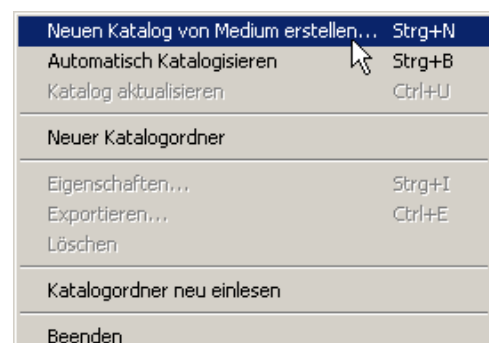 Neuen Katalog von Medium erstellen... Strg+N
Automatisch Katalogisieren Strg+B
Katalog aktualisieren Ctrl+U
Neuer Katalogordner
Eigenschaften... Strg+I
Exportieren... Ctrl+E
Löschen
Katalogordner neu einlesen
Beenden